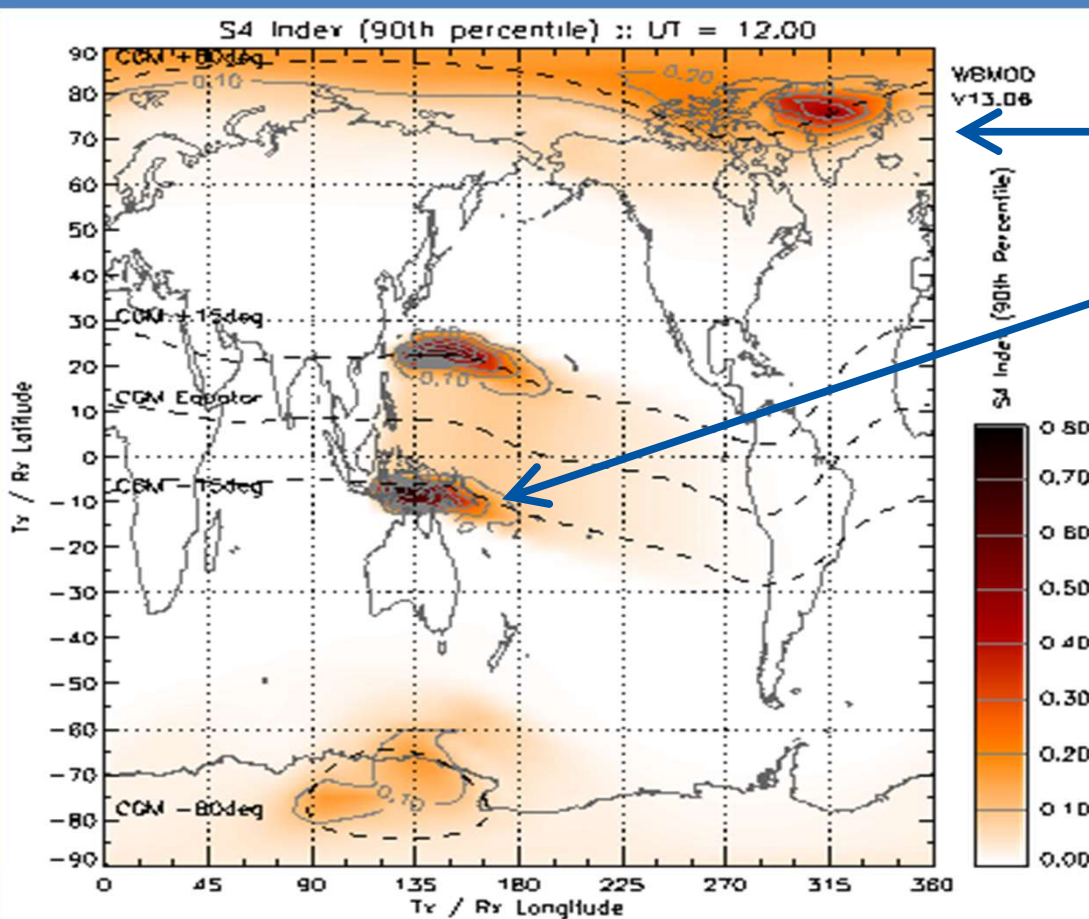 S4 Index (90th percentile) :: UT = 12.00
WBMOD
v13.06
CGM +80deg
0.10
0.20
CGM +15deg
0.10
CGM Equator
CGM -15deg
0.10
CGM -80deg
90
80
70
60
50
40
30
20
10
0
-10
-20
-30
-40
-50
-60
-70
-80
-90
Tx / Rx Latitude
0 45 90 135 180 225 270 315 360
Tx / Rx Longitude
S4 Index (90th Percentile)
0.80
0.70
0.60
0.50
0.40
0.30
0.20
0.10
0.00